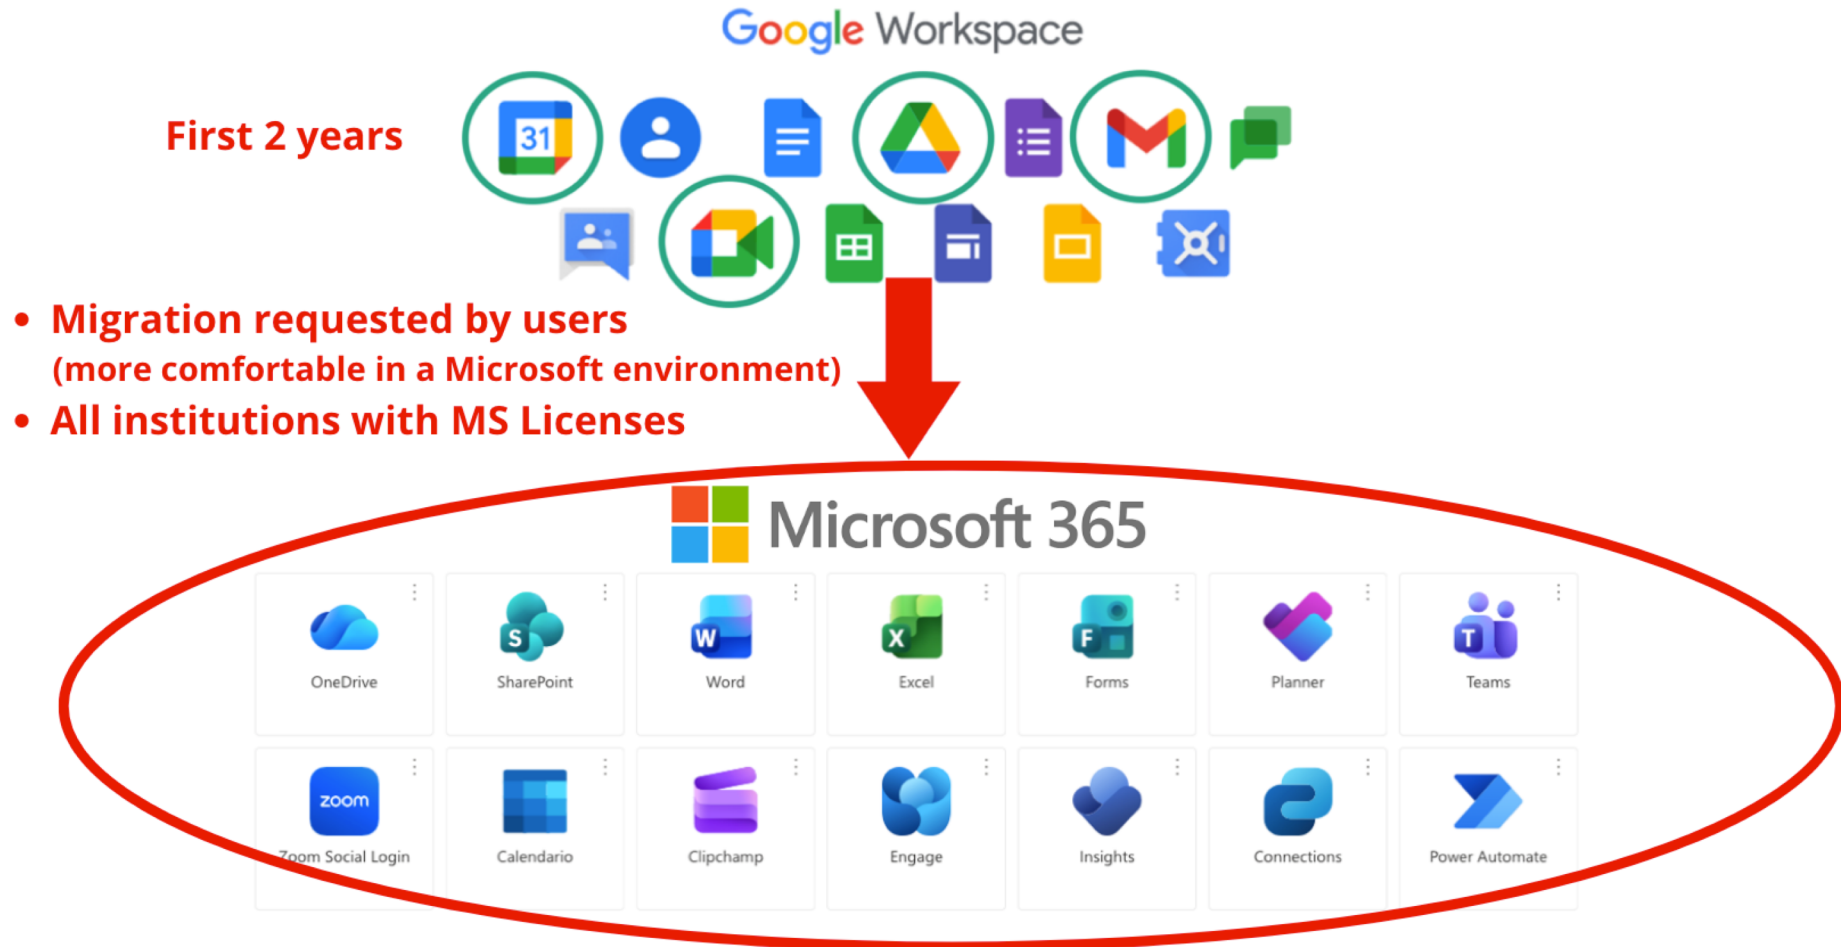 Google Workspace
First 2 years
31
• Migration requested by users
(more comfortable in a Microsoft environment)
• All institutions with MS Licenses
Microsoft 365
S W X F T
OneDrive SharePoint Word Excel Forms Planner Teams
zoom
Zoom Social Login Calendario Clipchamp Engage Insights Connections Power Automate